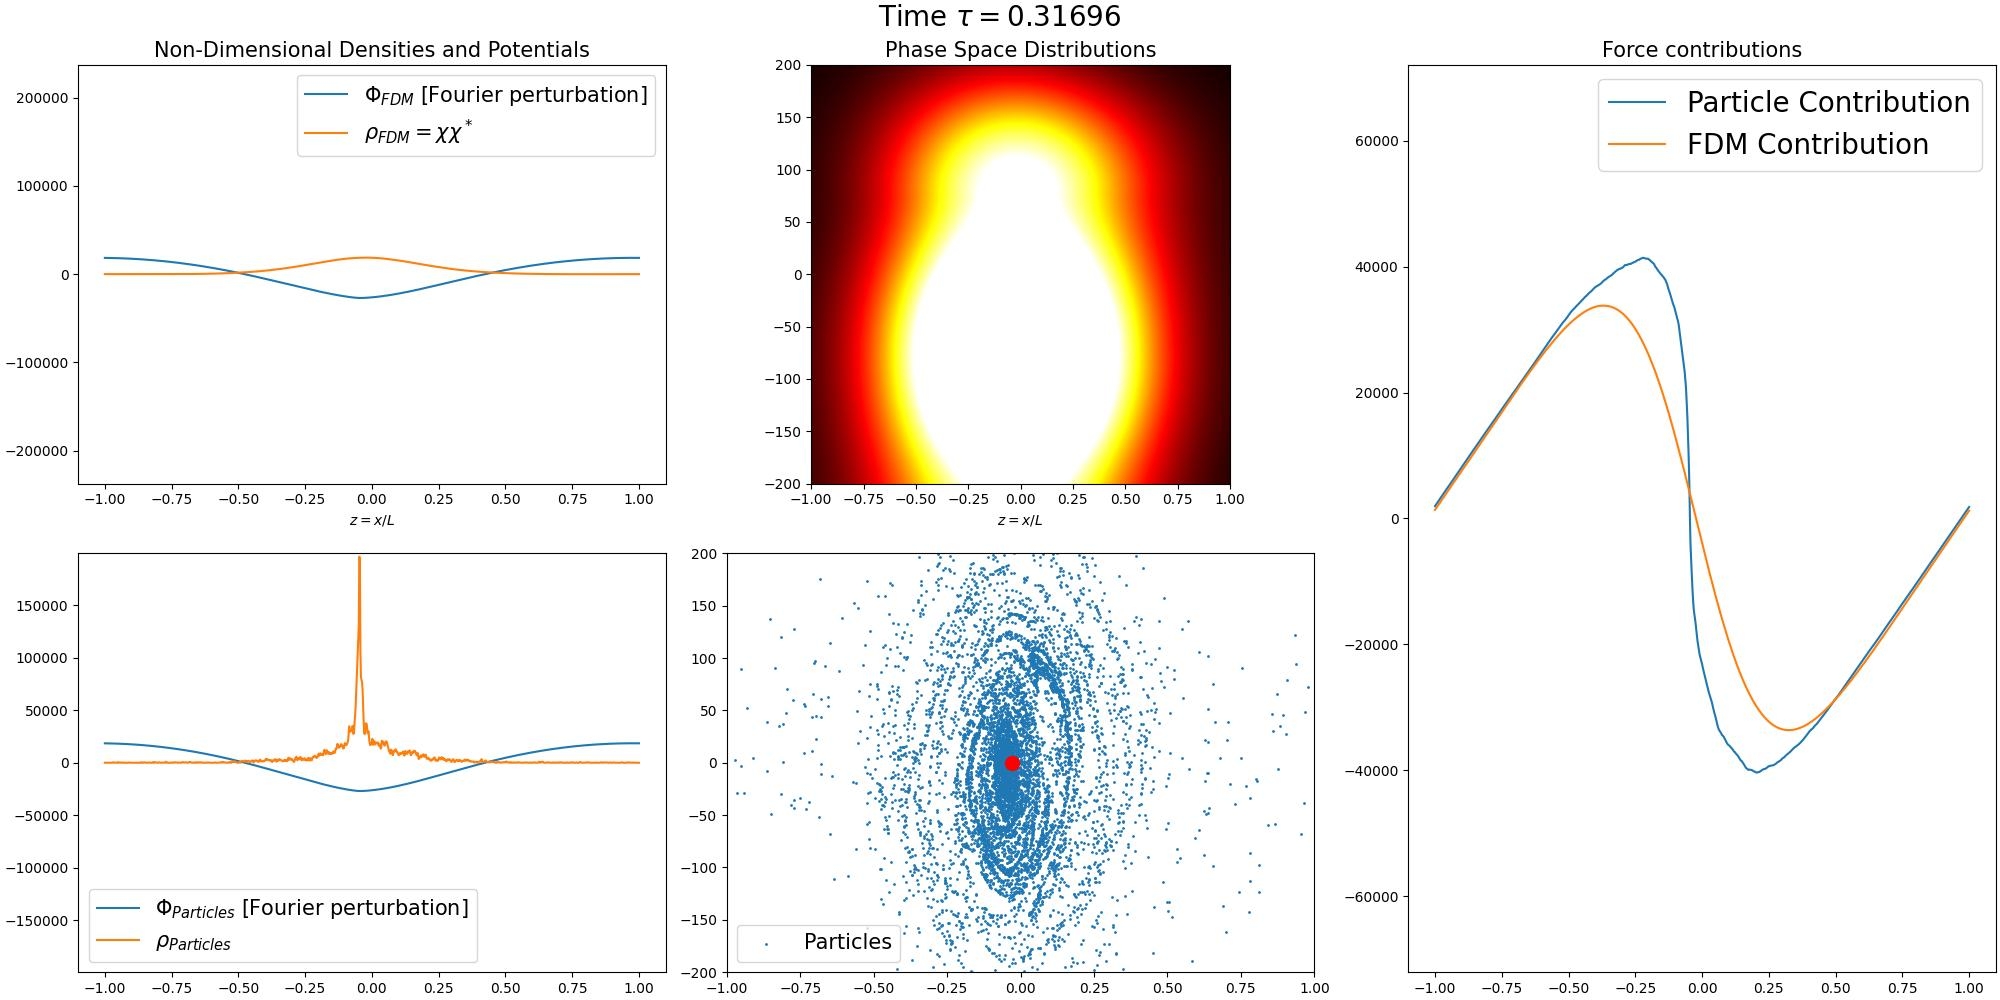 Time τ = 0.31696
Non-Dimensional Densities and Potentials
Φ_FDM [Fourier perturbation]
ρ_FDM = χχ*
200000
100000
0
−100000
−200000
−1.00 −0.75 −0.50 −0.25 0.00 0.25 0.50 0.75 1.00
z = x/L
Phase Space Distributions
200
150
100
50
0
−50
−100
−150
−200
−1.00 −0.75 −0.50 −0.25 0.00 0.25 0.50 0.75 1.00
z = x/L
Force contributions
Particle Contribution
FDM Contribution
60000
40000
20000
0
−20000
−40000
−60000
−1.00 −0.75 −0.50 −0.25 0.00 0.25 0.50 0.75 1.00
150000
100000
50000
0
−50000
−100000
−150000
Φ_Particles [Fourier perturbation]
ρ_Particles
−1.00 −0.75 −0.50 −0.25 0.00 0.25 0.50 0.75 1.00
200
150
100
50
0
−50
−100
−150
−200
Particles
−1.00 −0.75 −0.50 −0.25 0.00 0.25 0.50 0.75 1.00